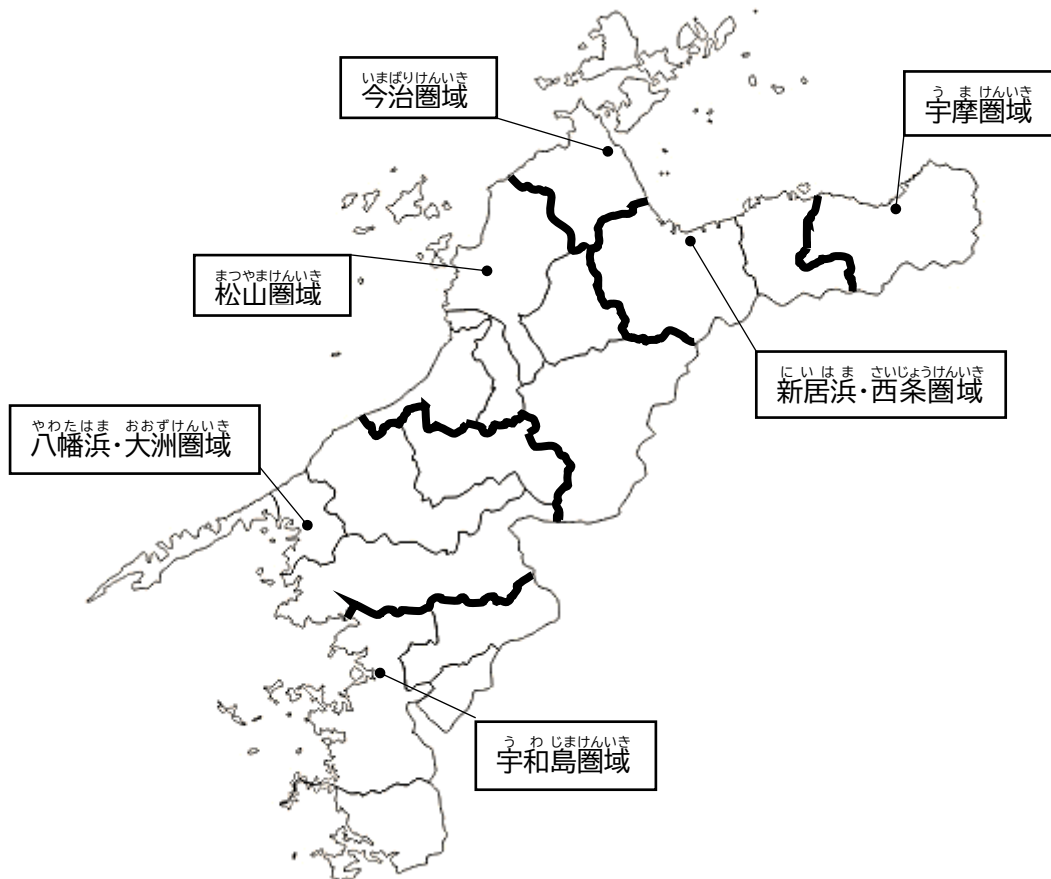 いまばりけんいき
今治圏域
う ま けんいき
宇摩圏域
まつやまけんいき
松山圏域
にいはま さいじょうけんいき
新居浜・西条圏域
やわたはま おおずけんいき
八幡浜・大洲圏域
う わ じまけんいき
宇和島圏域